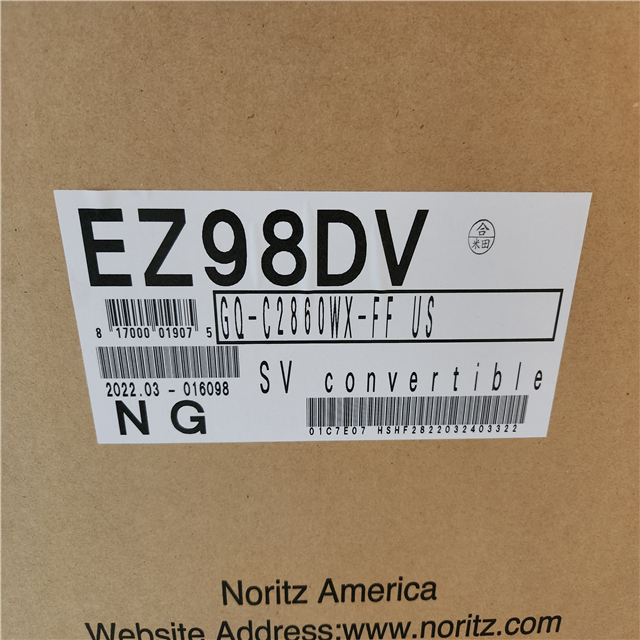 EZ98DV
合
米田
GQ-C2860WX-FF US
8 17000 01907 5
2022.03 - 016098
SV convertible
NG
01C7E07 HSHF2822032403322
Noritz America
Website Address:www.noritz.com